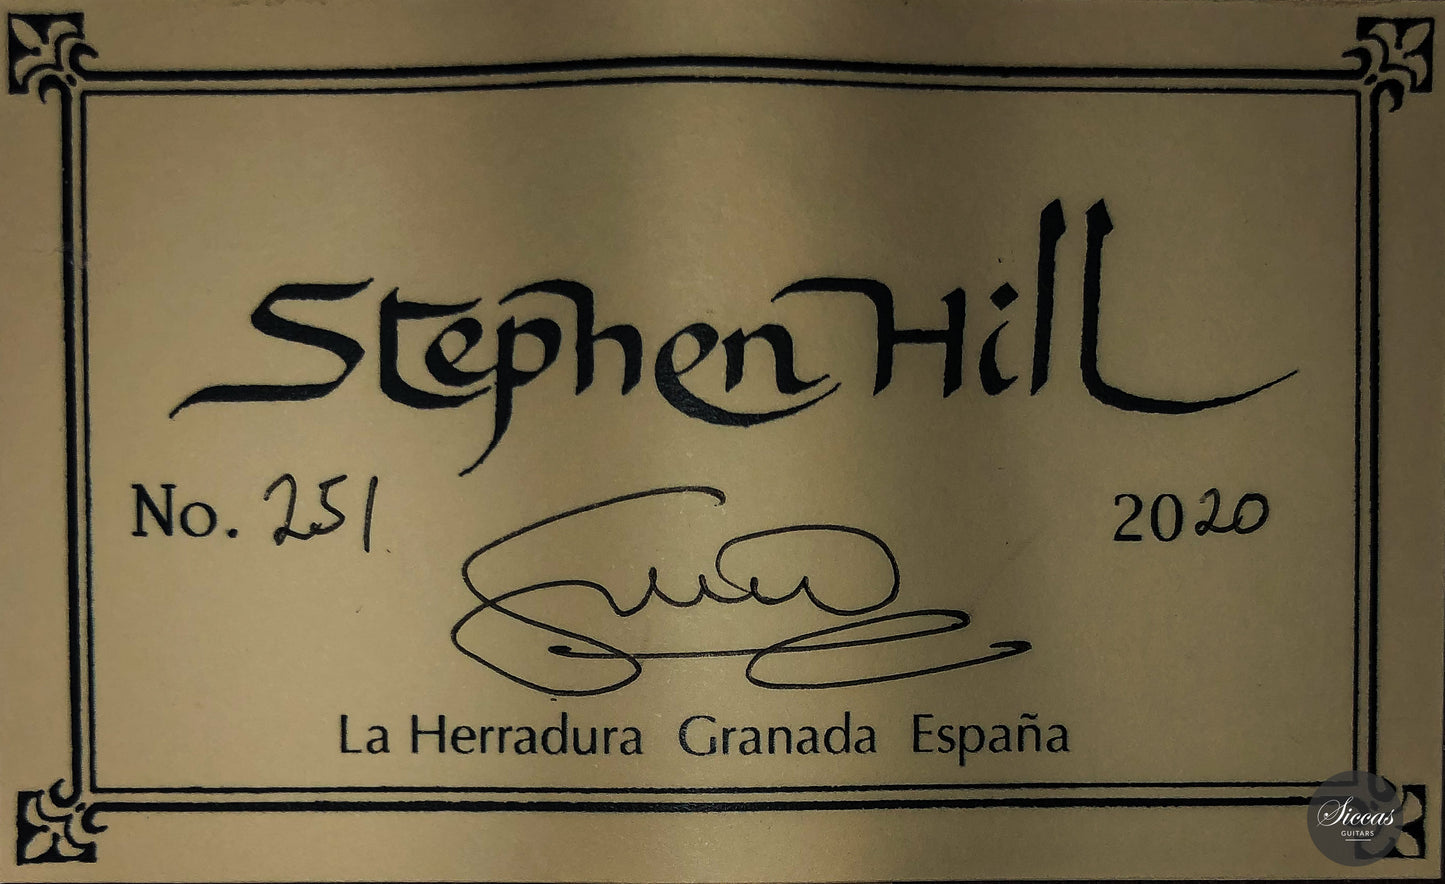 Stephen Hill
No. 251 2020
La Herradura Granada España
Siccas
GUITARS